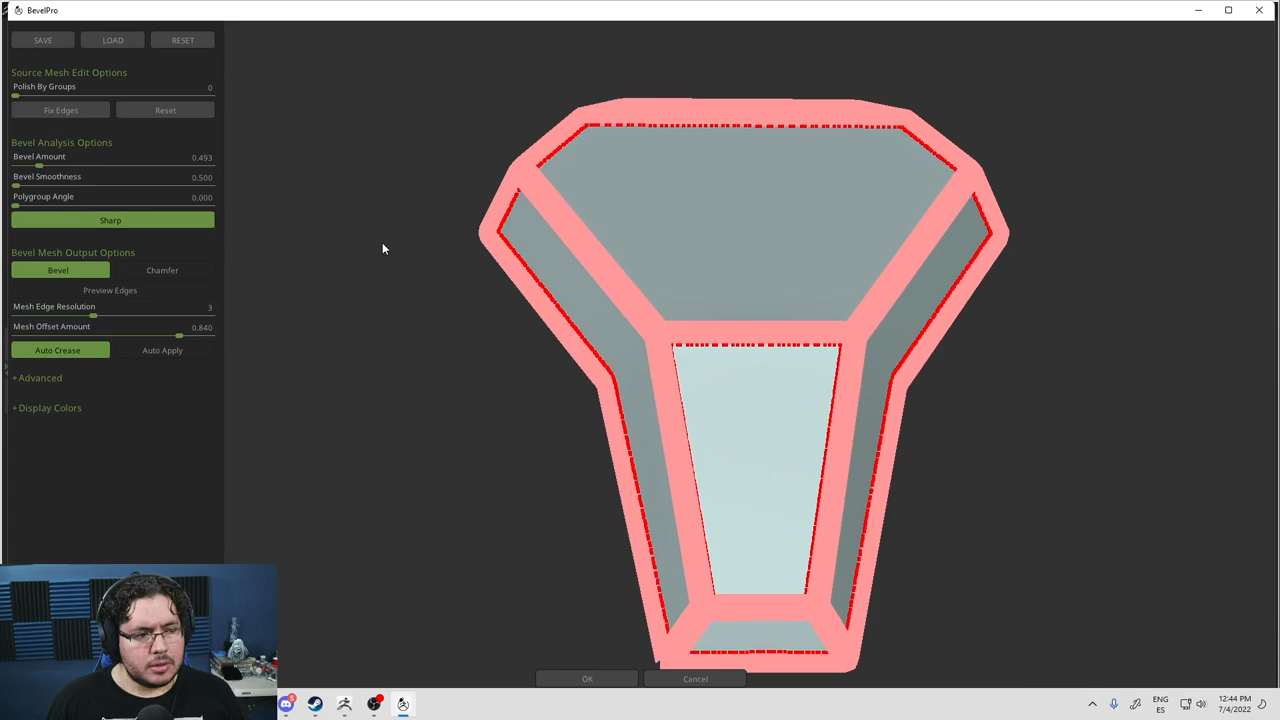 BevelPro
SAVE LOAD RESET
Source Mesh Edit Options
Polish By Groups 0
Fix Edges Reset
Bevel Analysis Options
Bevel Amount 0.493
Bevel Smoothness 0.500
Polygroup Angle 0.000
Sharp
Bevel Mesh Output Options
Bevel Chamfer
Preview Edges
Mesh Edge Resolution 3
Mesh Offset Amount 0.840
Auto Crease Auto Apply
+Advanced
+Display Colors
OK Cancel
ENG 12:44 PM
ES 7/4/2022